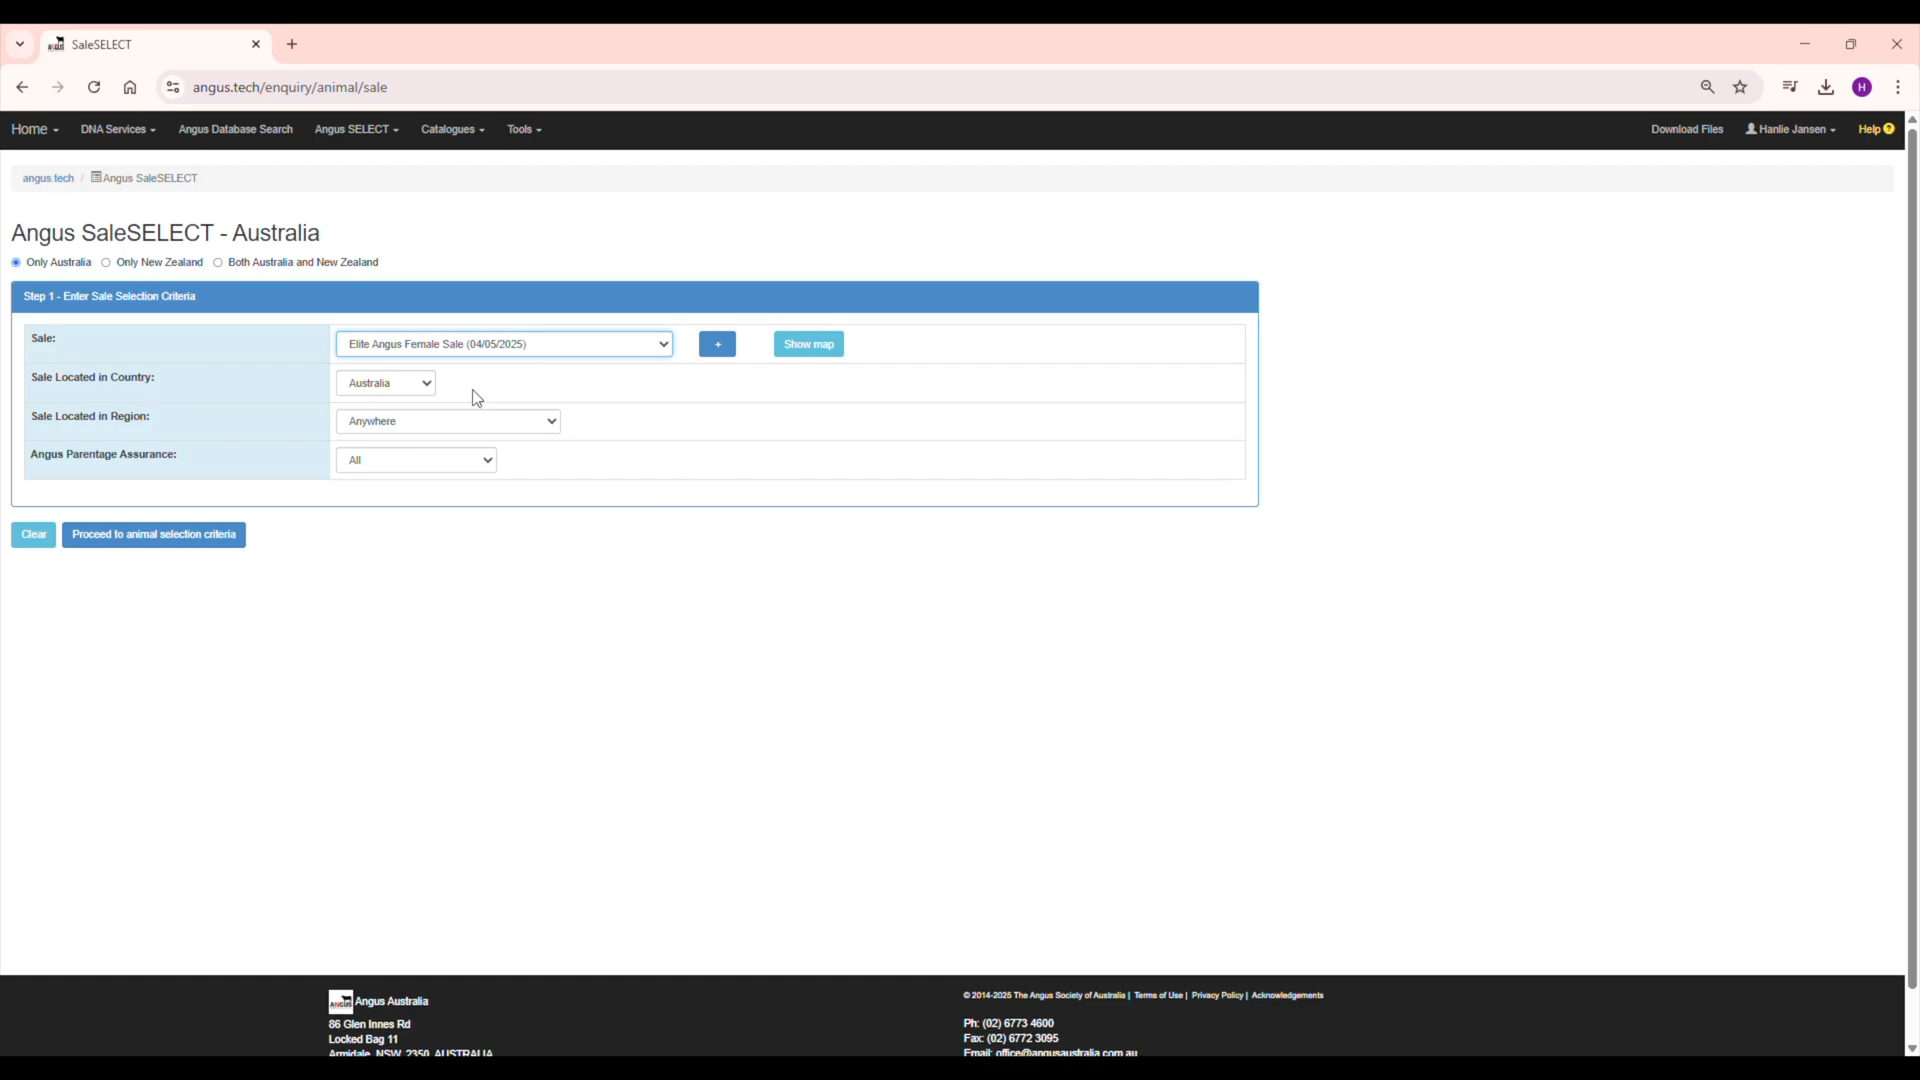 SaleSELECT
angus.tech/enquiry/animal/sale
H
Home DNA Services Angus Database Search Angus SELECT Catalogues Tools Download Files Hanlie Jansen Help ?
angus.tech / Angus SaleSELECT
Angus SaleSELECT - Australia
Only Australia Only New Zealand Both Australia and New Zealand
Step 1 - Enter Sale Selection Criteria
Sale: Elite Angus Female Sale (04/05/2025) + Show map
Sale Located in Country: Australia
Sale Located in Region: Anywhere
Angus Parentage Assurance: All
Clear Proceed to animal selection criteria
ANGUS Angus Australia
86 Glen Innes Rd
Locked Bag 11
Armidale, NSW, 2350, AUSTRALIA
© 2014-2025 The Angus Society of Australia | Terms of Use | Privacy Policy | Acknowledgements
Ph: (02) 6773 4600
Fax: (02) 6772 3095
Email: office@angusaustralia.com.au